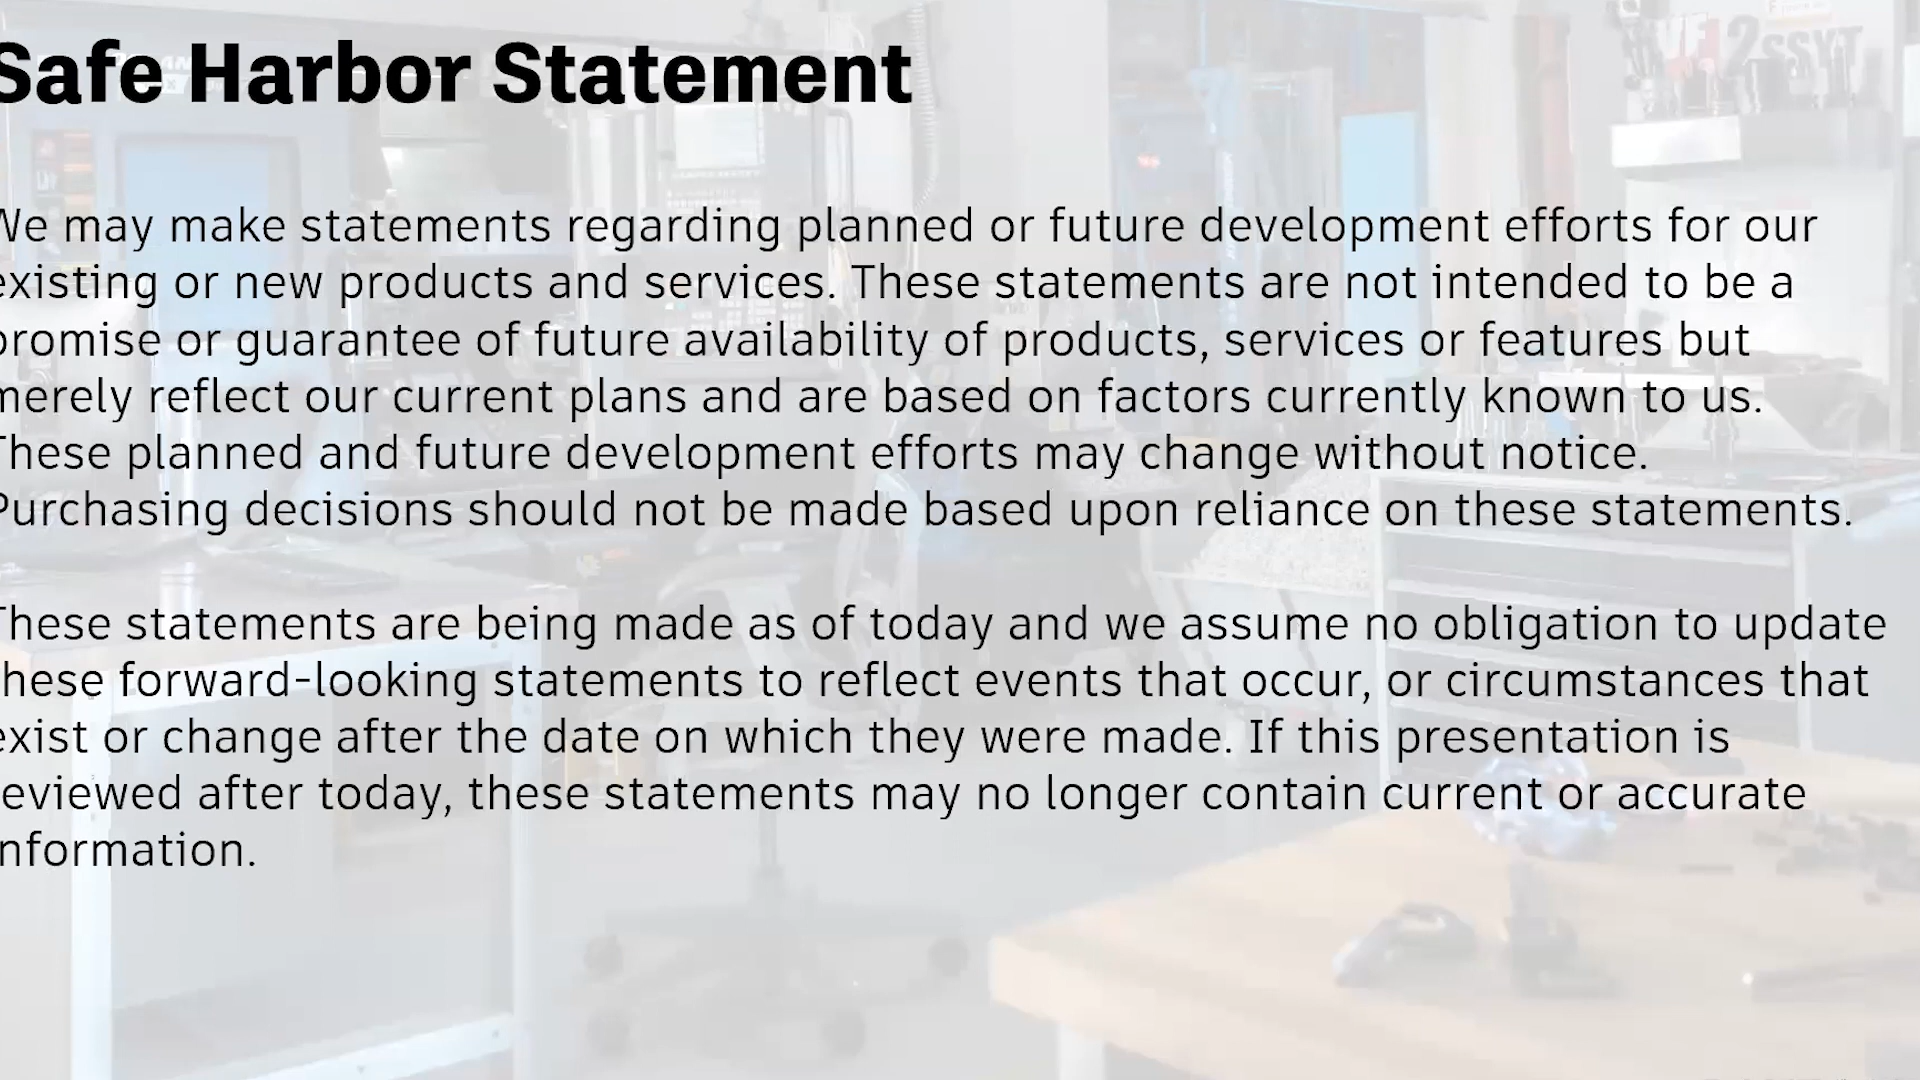 Safe Harbor Statement
We may make statements regarding planned or future development efforts for our
existing or new products and services. These statements are not intended to be a
promise or guarantee of future availability of products, services or features but
merely reflect our current plans and are based on factors currently known to us.
These planned and future development efforts may change without notice.
Purchasing decisions should not be made based upon reliance on these statements.
These statements are being made as of today and we assume no obligation to update
these forward-looking statements to reflect events that occur, or circumstances that
exist or change after the date on which they were made. If this presentation is
reviewed after today, these statements may no longer contain current or accurate
information.